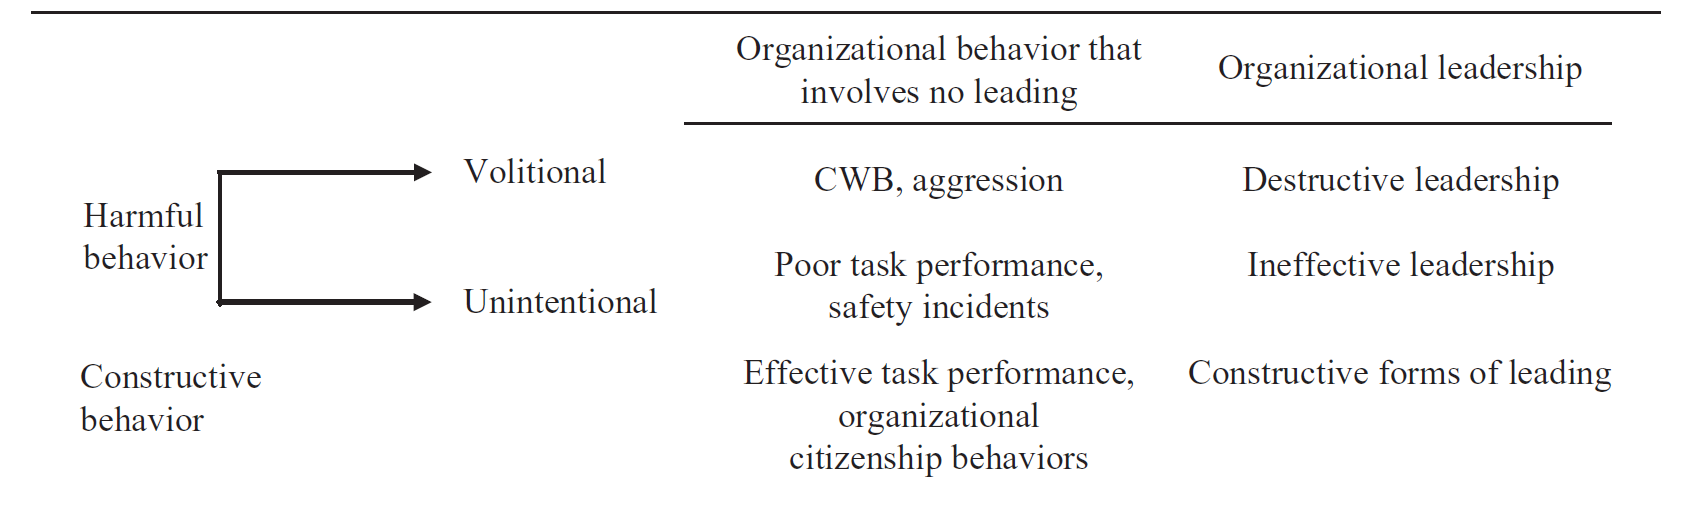 Organizational behavior that
involves no leading
Organizational leadership
Harmful
behavior
Volitional
CWB, aggression
Destructive leadership
Unintentional
Poor task performance,
safety incidents
Ineffective leadership
Constructive
behavior
Effective task performance,
organizational
citizenship behaviors
Constructive forms of leading